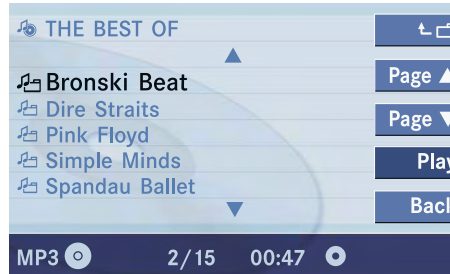 THE BEST OF
Bronski Beat
Dire Straits
Pink Floyd
Simple Minds
Spandau Ballet
Page
Page
Play
Back
MP3 2/15 00:47